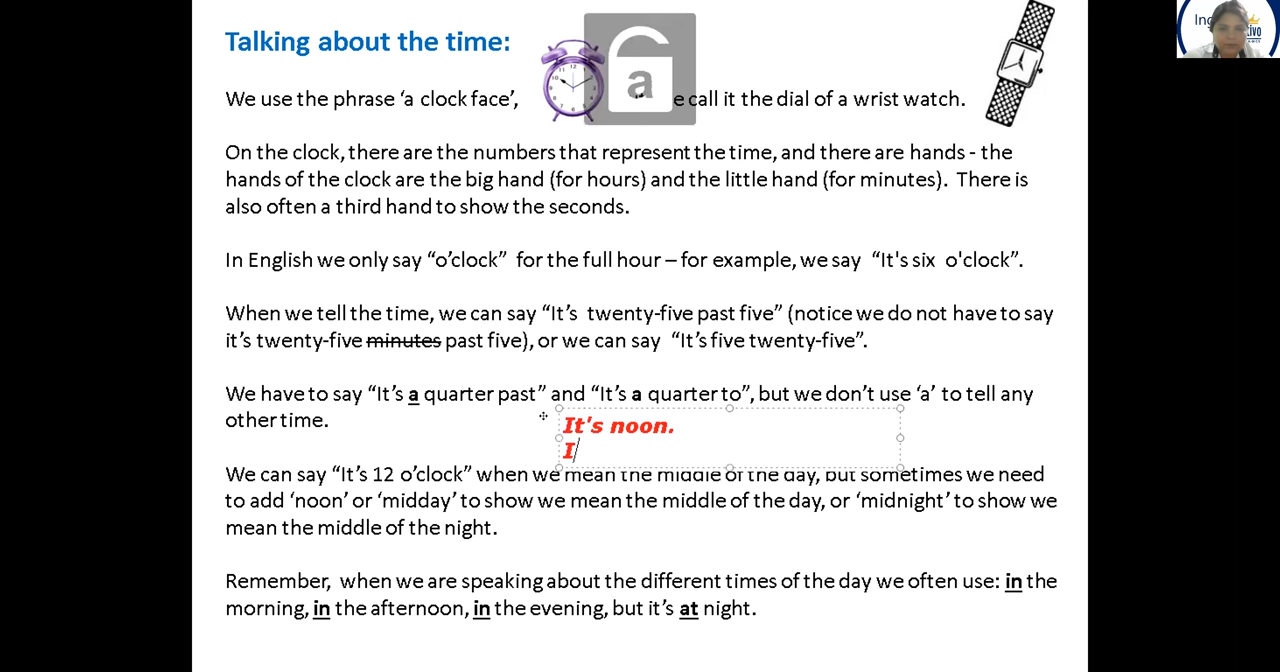 Talking about the time:
We use the phrase ‘a clock face’, e call it the dial of a wrist watch.
a
On the clock, there are the numbers that represent the time, and there are hands - the
hands of the clock are the big hand (for hours) and the little hand (for minutes). There is
also often a third hand to show the seconds.
In English we only say “o’clock” for the full hour – for example, we say “It's six o'clock”.
When we tell the time, we can say “It’s twenty-five past five” (notice we do not have to say
it’s twenty-five minutes past five), or we can say “It’s five twenty-five”.
We have to say “It’s a quarter past” and “It’s a quarter to”, but we don’t use ‘a’ to tell any
other time.
It's noon.
I
We can say “It’s 12 o’clock” when we mean the middle of the day, but sometimes we need
to add ‘noon’ or ‘midday’ to show we mean the middle of the day, or ‘midnight’ to show we
mean the middle of the night.
Remember, when we are speaking about the different times of the day we often use: in the
morning, in the afternoon, in the evening, but it’s at night.